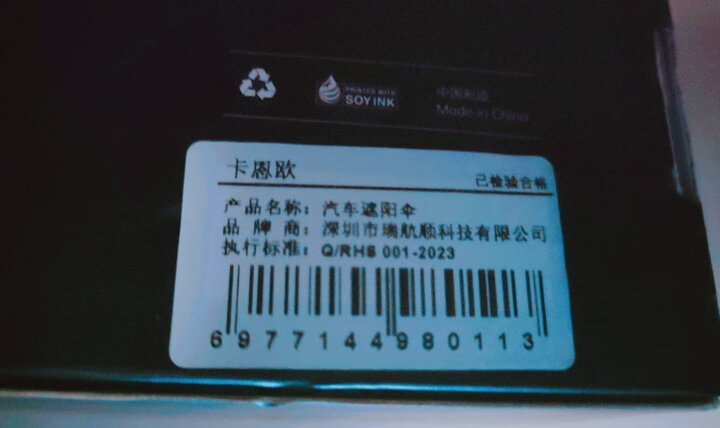 PRINTED WITH
SOY INK
中国制造
Made in China
卡恩欧
已检验合格
产品名称：汽车遮阳伞
品 牌 商：深圳市瑞航顺科技有限公司
执行标准：Q/RHS 001-2023
6977144980113